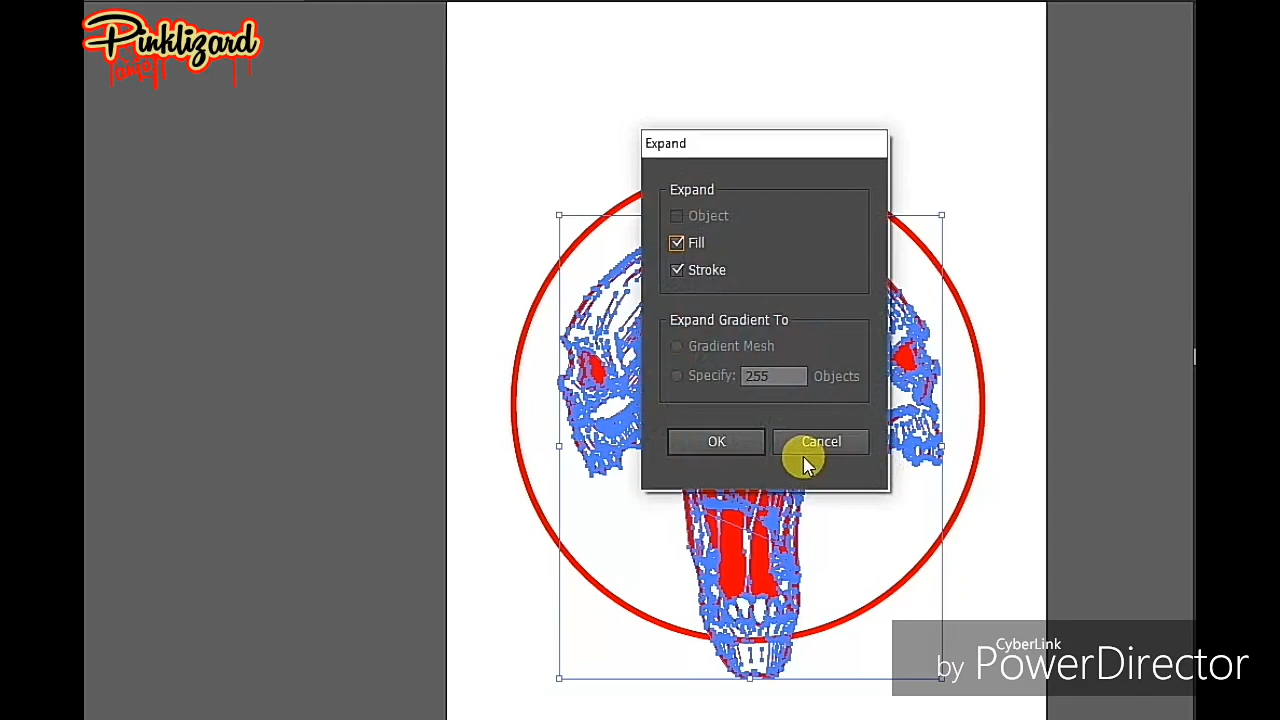 Pinklizard
Expand
Expand
Object
Fill
Stroke
Expand Gradient To
Gradient Mesh
Specify: 255 Objects
OK Cancel
CyberLink
by PowerDirector